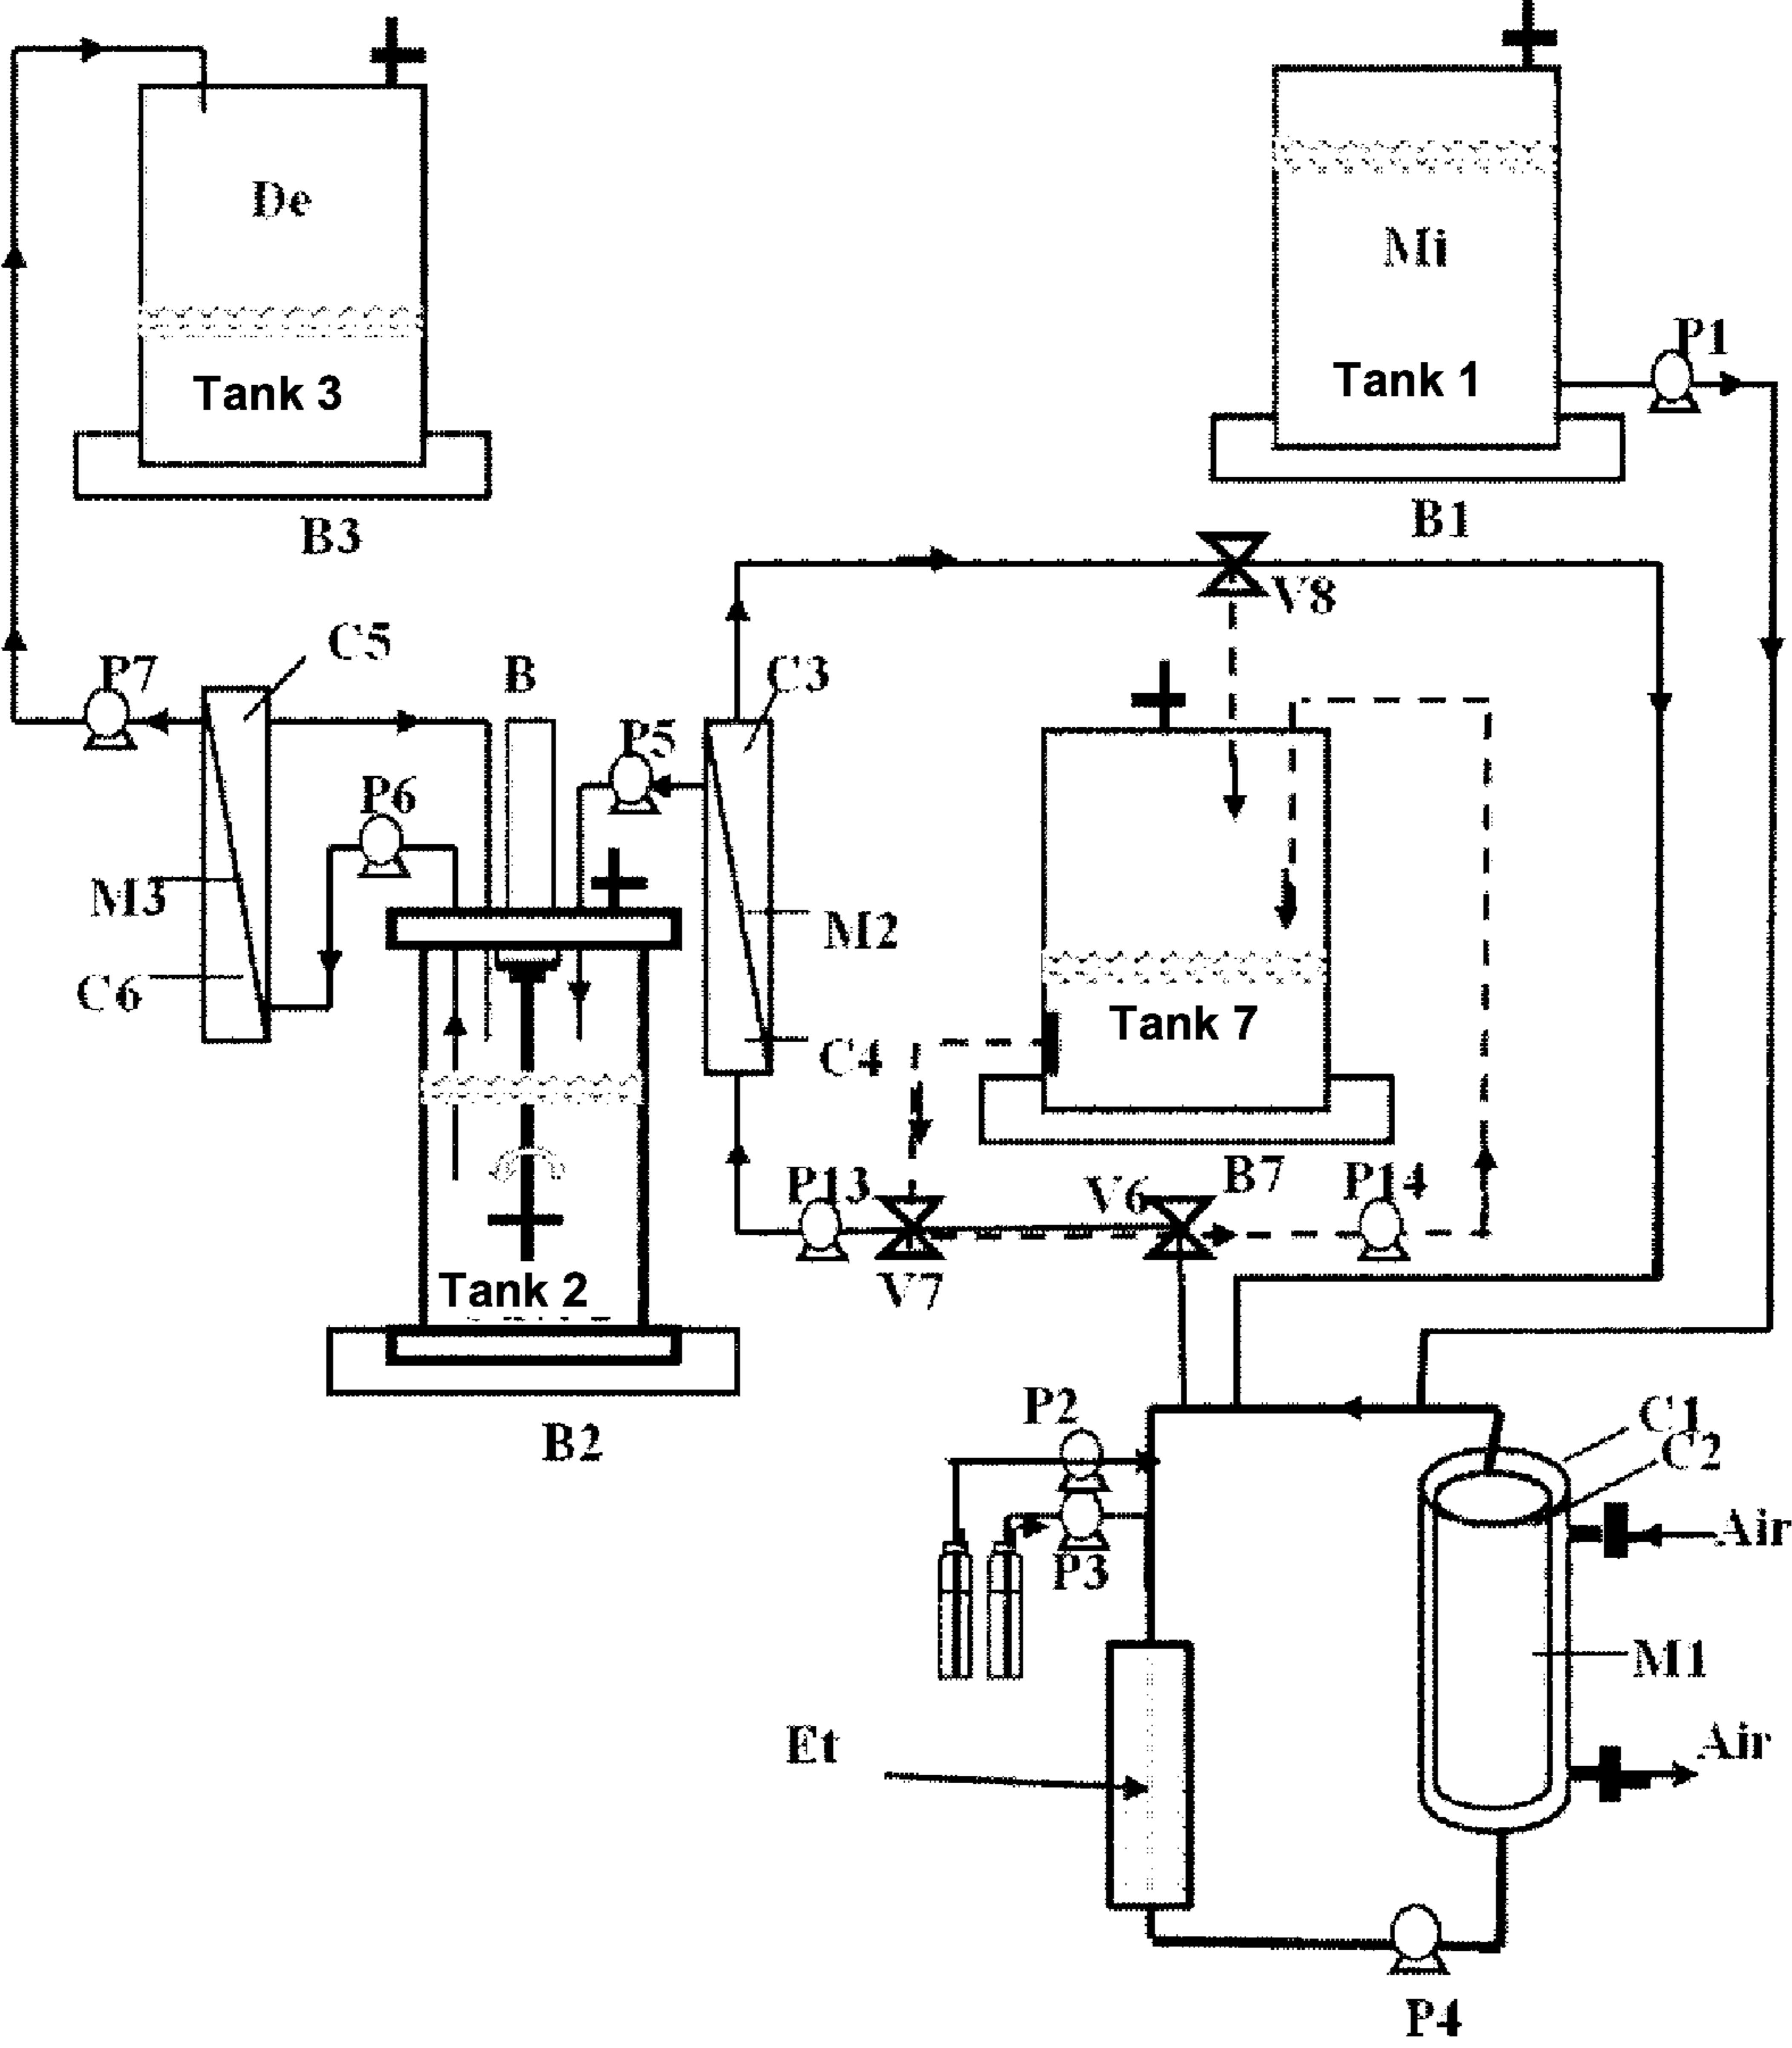 De
Mi
P1
Tank 3
Tank 1
B3
B1
V8
C5
P7
B
C3
P5
P6
M3
M2
C6
Tank 7
C4
P13
V6
B7
P14
Tank 2
V7
P2
B2
C1
C2
Air
P3
M1
Et
Air
P4